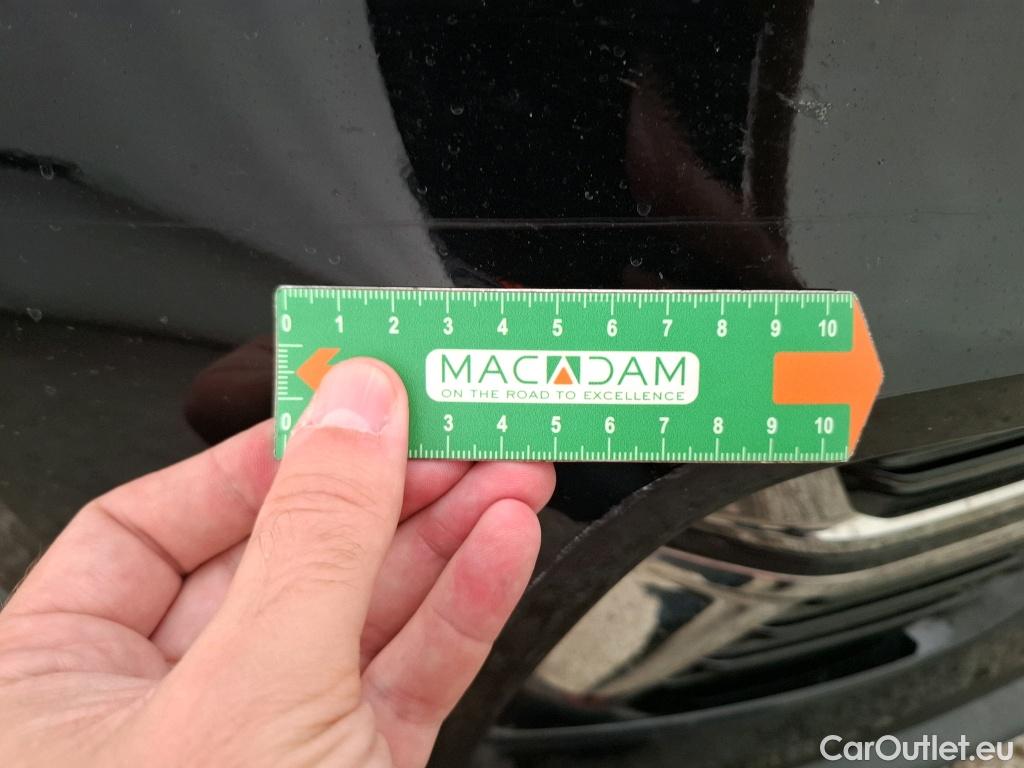 0 1 2 3 4 5 6 7 8 9 10
MACADAM
ON THE ROAD TO EXCELLENCE
0 3 4 5 6 7 8 9 10
CarOutlet.eu